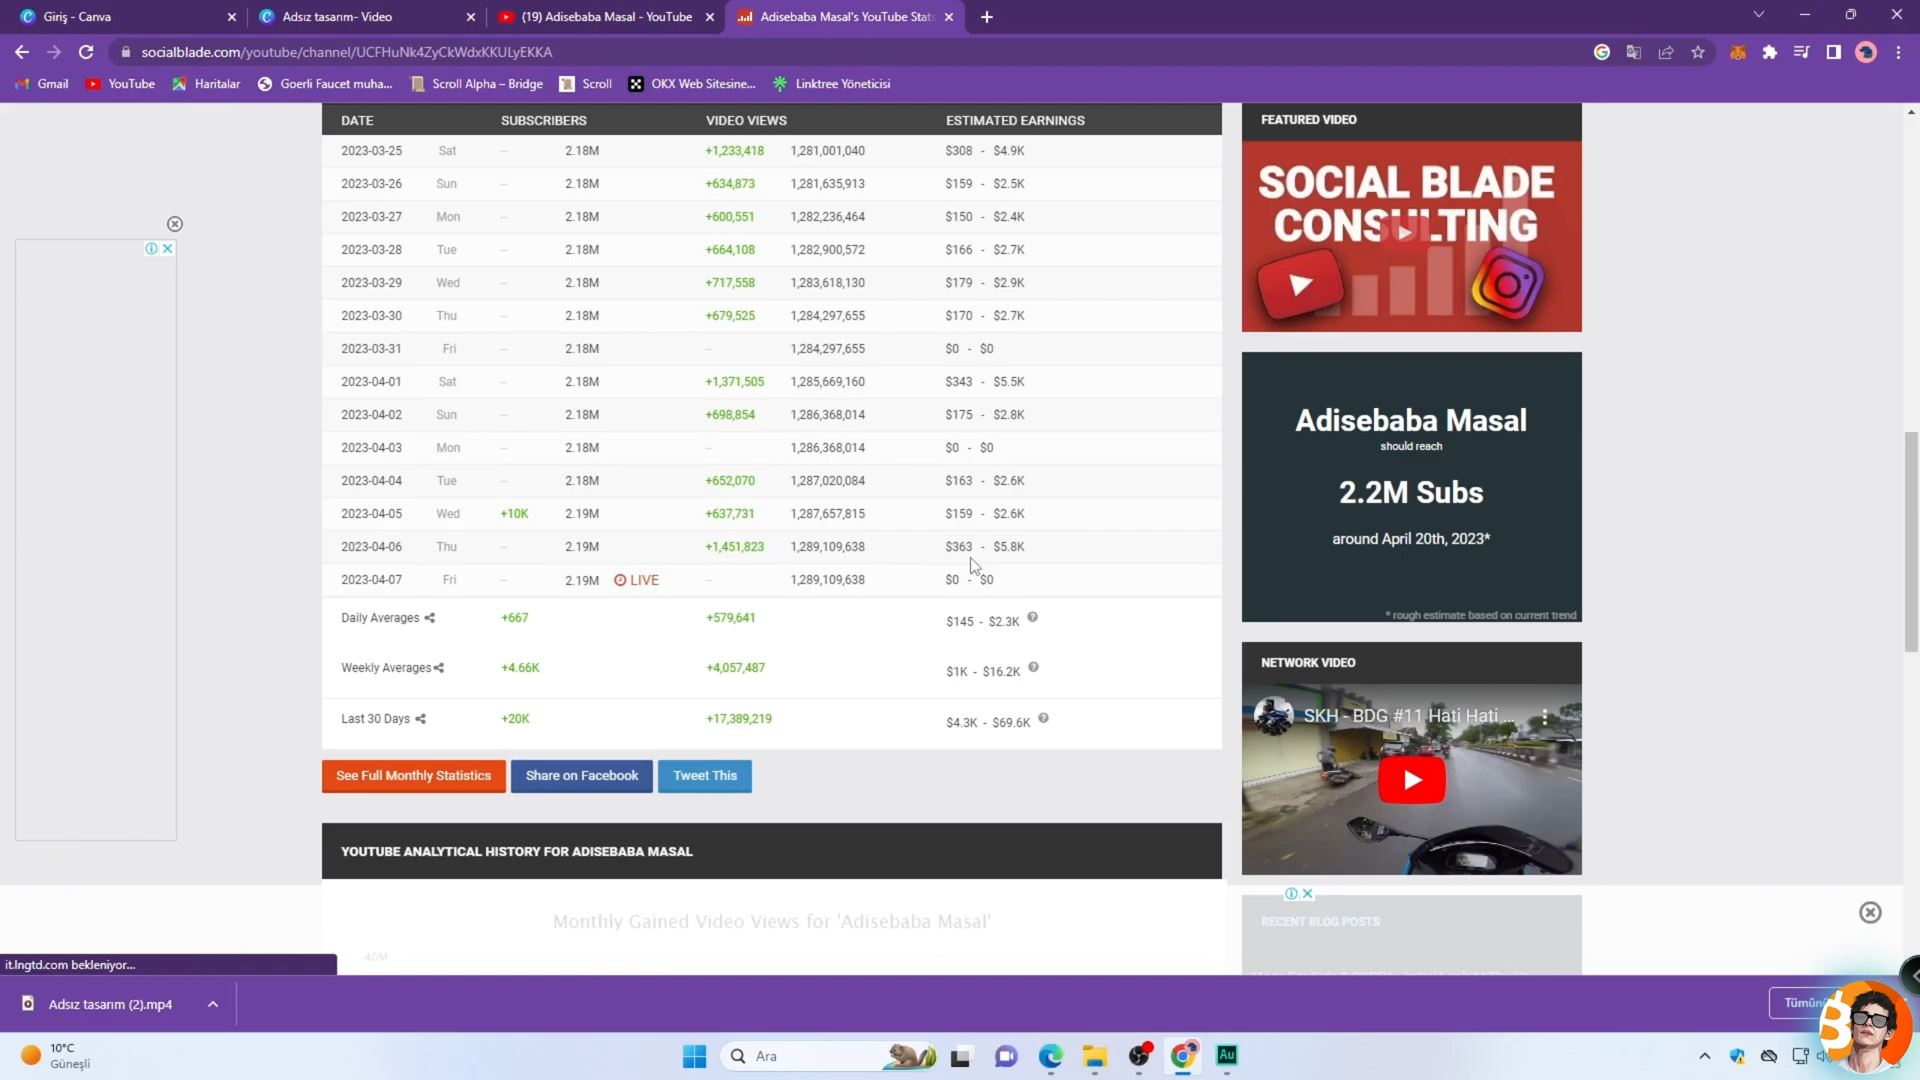 Giriş - Canva
Adsız tasarım- Video
(19) Adisebaba Masal - YouTube
Adisebaba Masal's YouTube Stats
socialblade.com/youtube/channel/UCFHuNk4ZyCkWdxKKULyEKKA
Gmail
YouTube
Haritalar
Goerli Faucet muha...
Scroll Alpha – Bridge
Scroll
OKX Web Sitesine...
Linktree Yöneticisi
DATE SUBSCRIBERS VIDEO VIEWS ESTIMATED EARNINGS
2023-03-25 Sat -- 2.18M +1,233,418 1,281,001,040 $308 - $4.9K
2023-03-26 Sun -- 2.18M +634,873 1,281,635,913 $159 - $2.5K
2023-03-27 Mon -- 2.18M +600,551 1,282,236,464 $150 - $2.4K
2023-03-28 Tue -- 2.18M +664,108 1,282,900,572 $166 - $2.7K
2023-03-29 Wed -- 2.18M +717,558 1,283,618,130 $179 - $2.9K
2023-03-30 Thu -- 2.18M +679,525 1,284,297,655 $170 - $2.7K
2023-03-31 Fri -- 2.18M -- 1,284,297,655 $0 - $0
2023-04-01 Sat -- 2.18M +1,371,505 1,285,669,160 $343 - $5.5K
2023-04-02 Sun -- 2.18M +698,854 1,286,368,014 $175 - $2.8K
2023-04-03 Mon -- 2.18M -- 1,286,368,014 $0 - $0
2023-04-04 Tue -- 2.18M +652,070 1,287,020,084 $163 - $2.6K
2023-04-05 Wed +10K 2.19M +637,731 1,287,657,815 $159 - $2.6K
2023-04-06 Thu -- 2.19M +1,451,823 1,289,109,638 $363 - $5.8K
2023-04-07 Fri -- 2.19M LIVE -- 1,289,109,638 $0 - $0
Daily Averages +667 +579,641 $145 - $2.3K
Weekly Averages +4.66K +4,057,487 $1K - $16.2K
Last 30 Days +20K +17,389,219 $4.3K - $69.6K
See Full Monthly Statistics
Share on Facebook
Tweet This
YOUTUBE ANALYTICAL HISTORY FOR ADISEBABA MASAL
Monthly Gained Video Views for 'Adisebaba Masal'
40M
FEATURED VIDEO
SOCIAL BLADE
CONSULTING
Adisebaba Masal
should reach
2.2M Subs
around April 20th, 2023*
* rough estimate based on current trend
NETWORK VIDEO
SKH - BDG #11 Hati Hati ...
RECENT BLOG POSTS
it.lngtd.com bekleniyor...
Adsız tasarım (2).mp4
10°C
Güneşli
Ara
Au